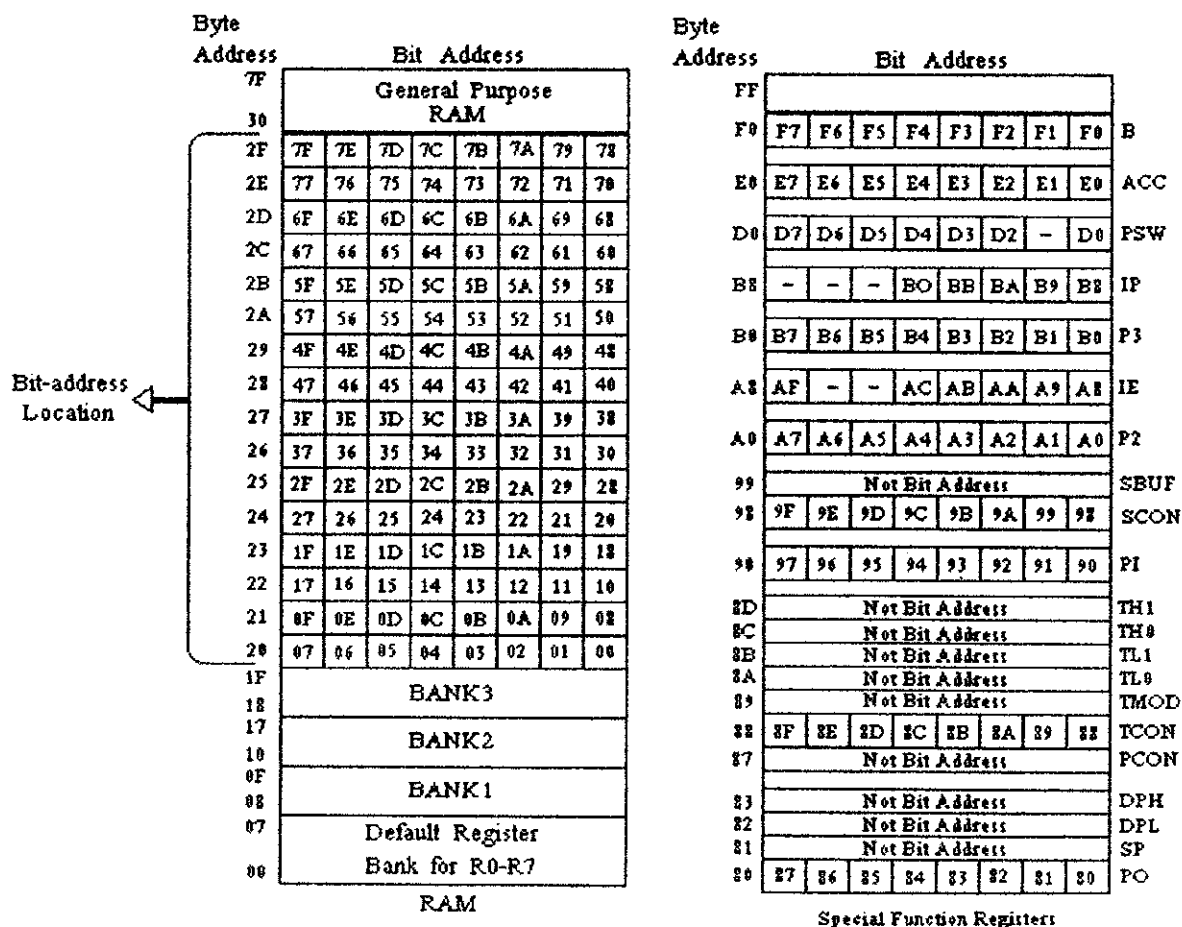 Byte
Address
Bit Address
7F
General Purpose
RAM
30
2F 7F 7E 7D 7C 7B 7A 79 78
2E 77 76 75 74 73 72 71 70
2D 6F 6E 6D 6C 6B 6A 69 68
2C 67 66 65 64 63 62 61 60
2B 5F 5E 5D 5C 5B 5A 59 58
2A 57 56 55 54 53 52 51 50
29 4F 4E 4D 4C 4B 4A 49 48
28 47 46 45 44 43 42 41 40
27 3F 3E 3D 3C 3B 3A 39 38
26 37 36 35 34 33 32 31 30
25 2F 2E 2D 2C 2B 2A 29 28
24 27 26 25 24 23 22 21 20
23 1F 1E 1D 1C 1B 1A 19 18
22 17 16 15 14 13 12 11 10
21 0F 0E 0D 0C 0B 0A 09 08
20 07 06 05 04 03 02 01 00
Bit-address
Location
1F
BANK3
18
17
BANK2
10
0F
BANK1
08
07
Default Register
Bank for R0-R7
00
RAM
Byte
Address
Bit Address
FF
F0 F7 F6 F5 F4 F3 F2 F1 F0 B
E0 E7 E6 E5 E4 E3 E2 E1 E0 ACC
D0 D7 D6 D5 D4 D3 D2 - D0 PSW
B8 - - - BO BB BA B9 B8 IP
B0 B7 B6 B5 B4 B3 B2 B1 B0 P3
A8 AF - - AC AB AA A9 A8 IE
A0 A7 A6 A5 A4 A3 A2 A1 A0 P2
99 Not Bit Address SBUF
98 9F 9E 9D 9C 9B 9A 99 98 SCON
90 97 96 95 94 93 92 91 90 PI
8D Not Bit Address TH1
8C Not Bit Address TH0
8B Not Bit Address TL1
8A Not Bit Address TL0
89 Not Bit Address TMOD
88 8F 8E 8D 8C 8B 8A 89 88 TCON
87 Not Bit Address PCON
83 Not Bit Address DPH
82 Not Bit Address DPL
81 Not Bit Address SP
80 87 86 85 84 83 82 81 80 PO
Special Function Registers